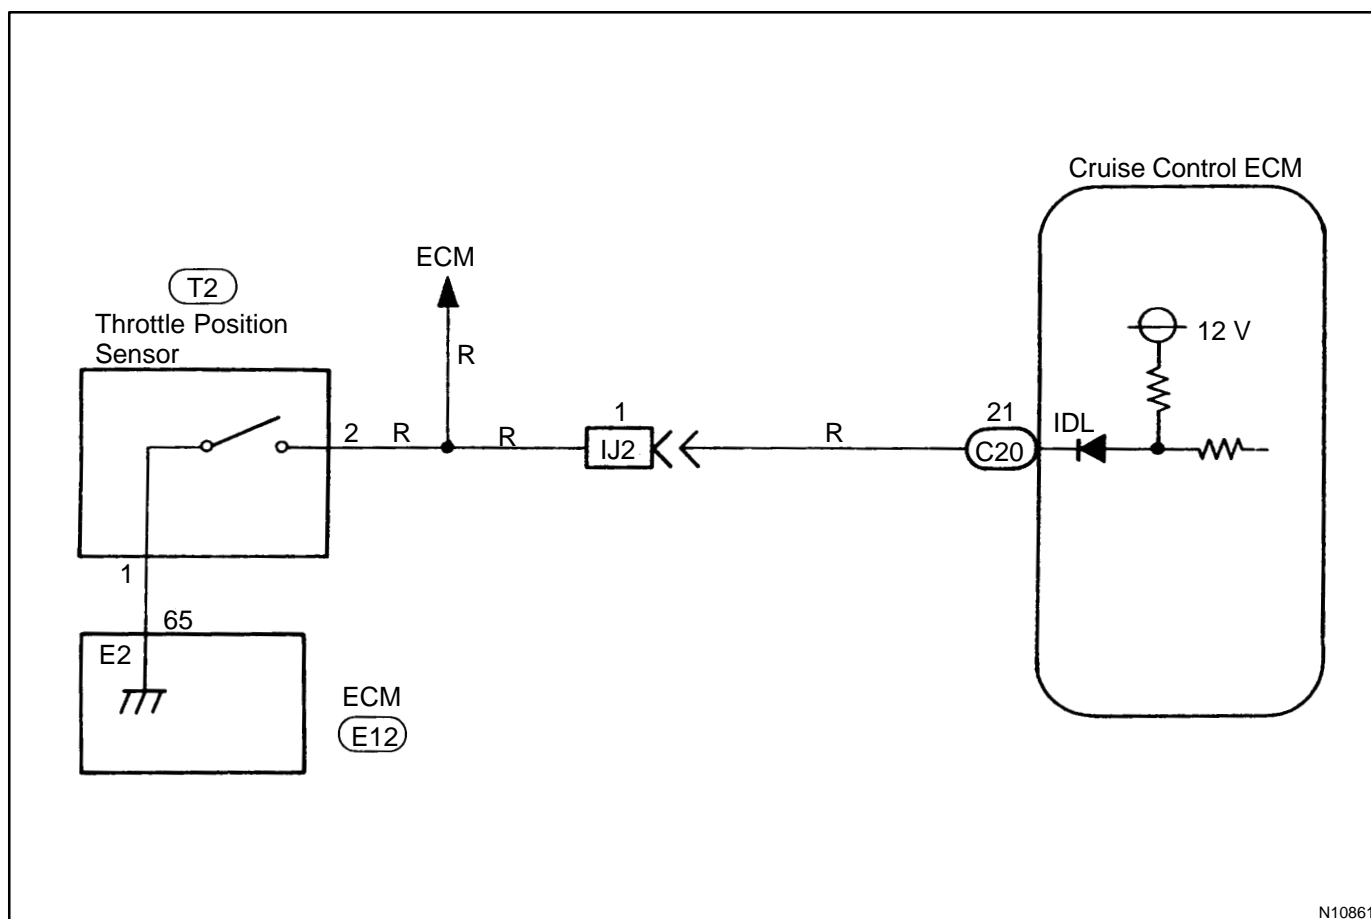 Cruise Control ECM
ECM
T2
Throttle Position
Sensor
R
12 V
2
R
R
1
IJ2
R
21
C20
IDL
1
65
E2
ECM
E12
N10861